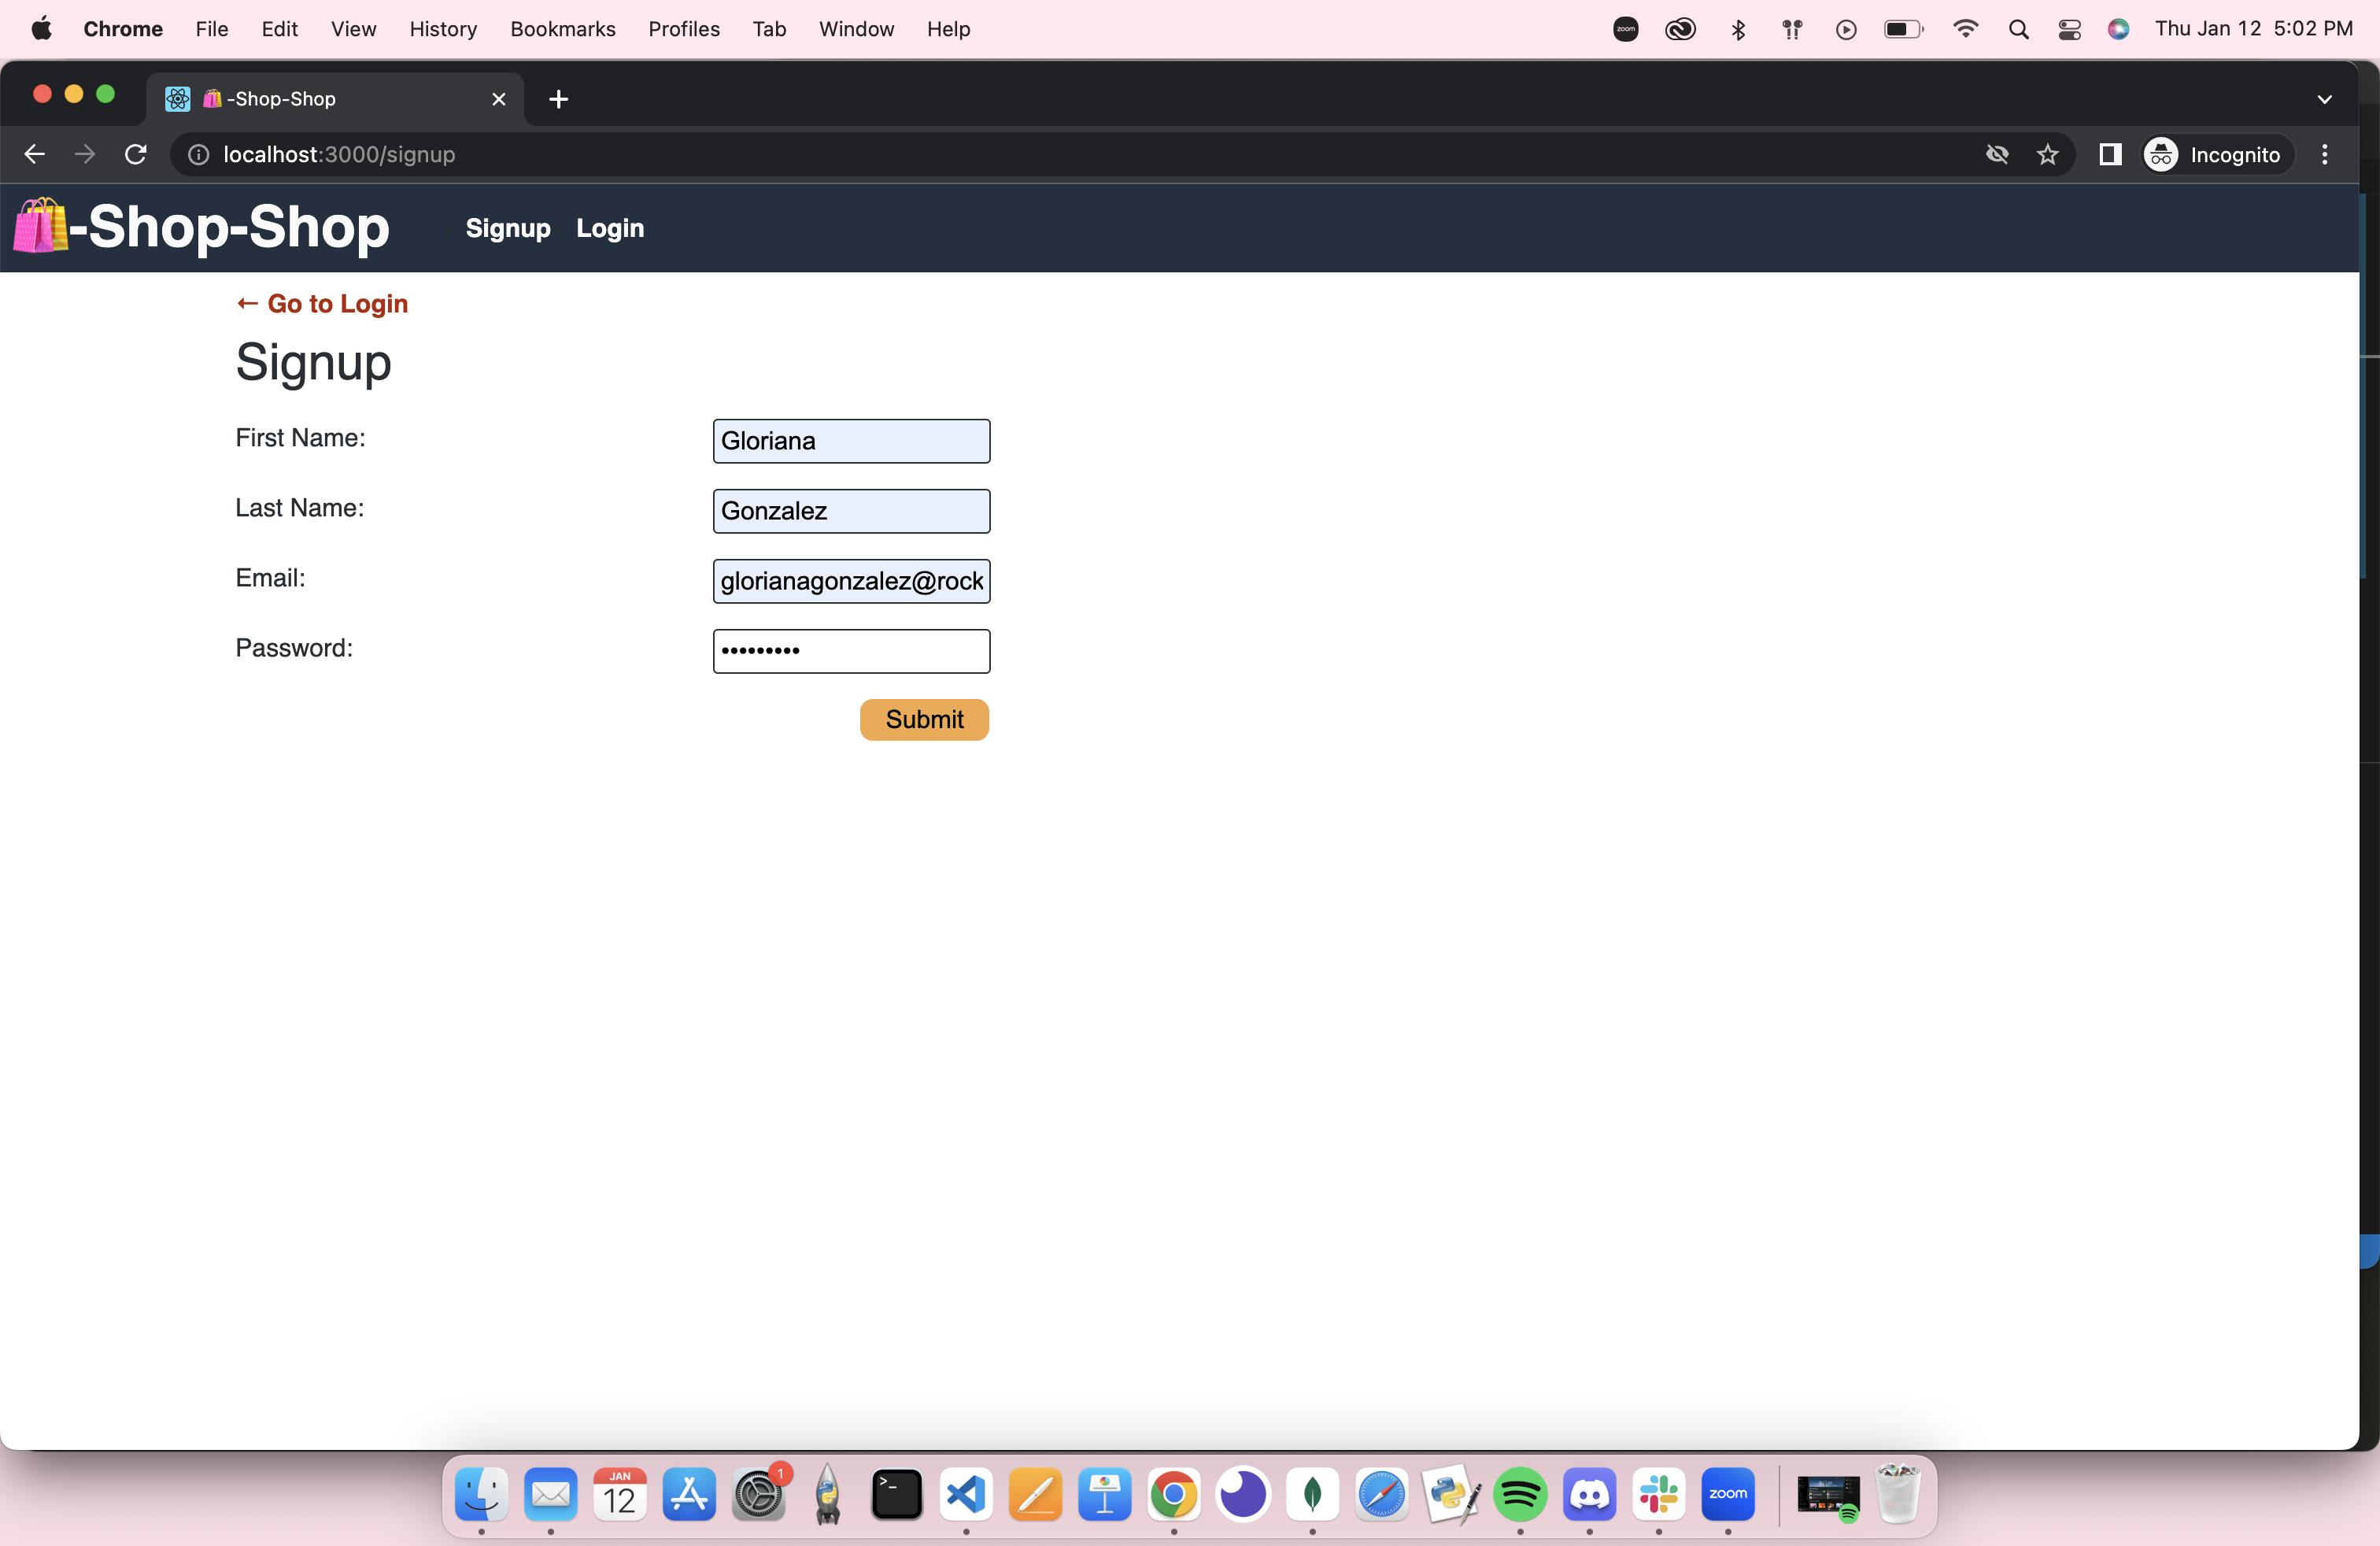 Chrome File Edit View History Bookmarks Profiles Tab Window Help zoom Thu Jan 12 5:02 PM
🛍️-Shop-Shop
localhost:3000/signup Incognito
🛍️-Shop-Shop Signup Login
← Go to Login
Signup
First Name: Gloriana
Last Name: Gonzalez
Email: glorianagonzalez@rock
Password: •••••••••
Submit
JAN
12
1
>_
zoom